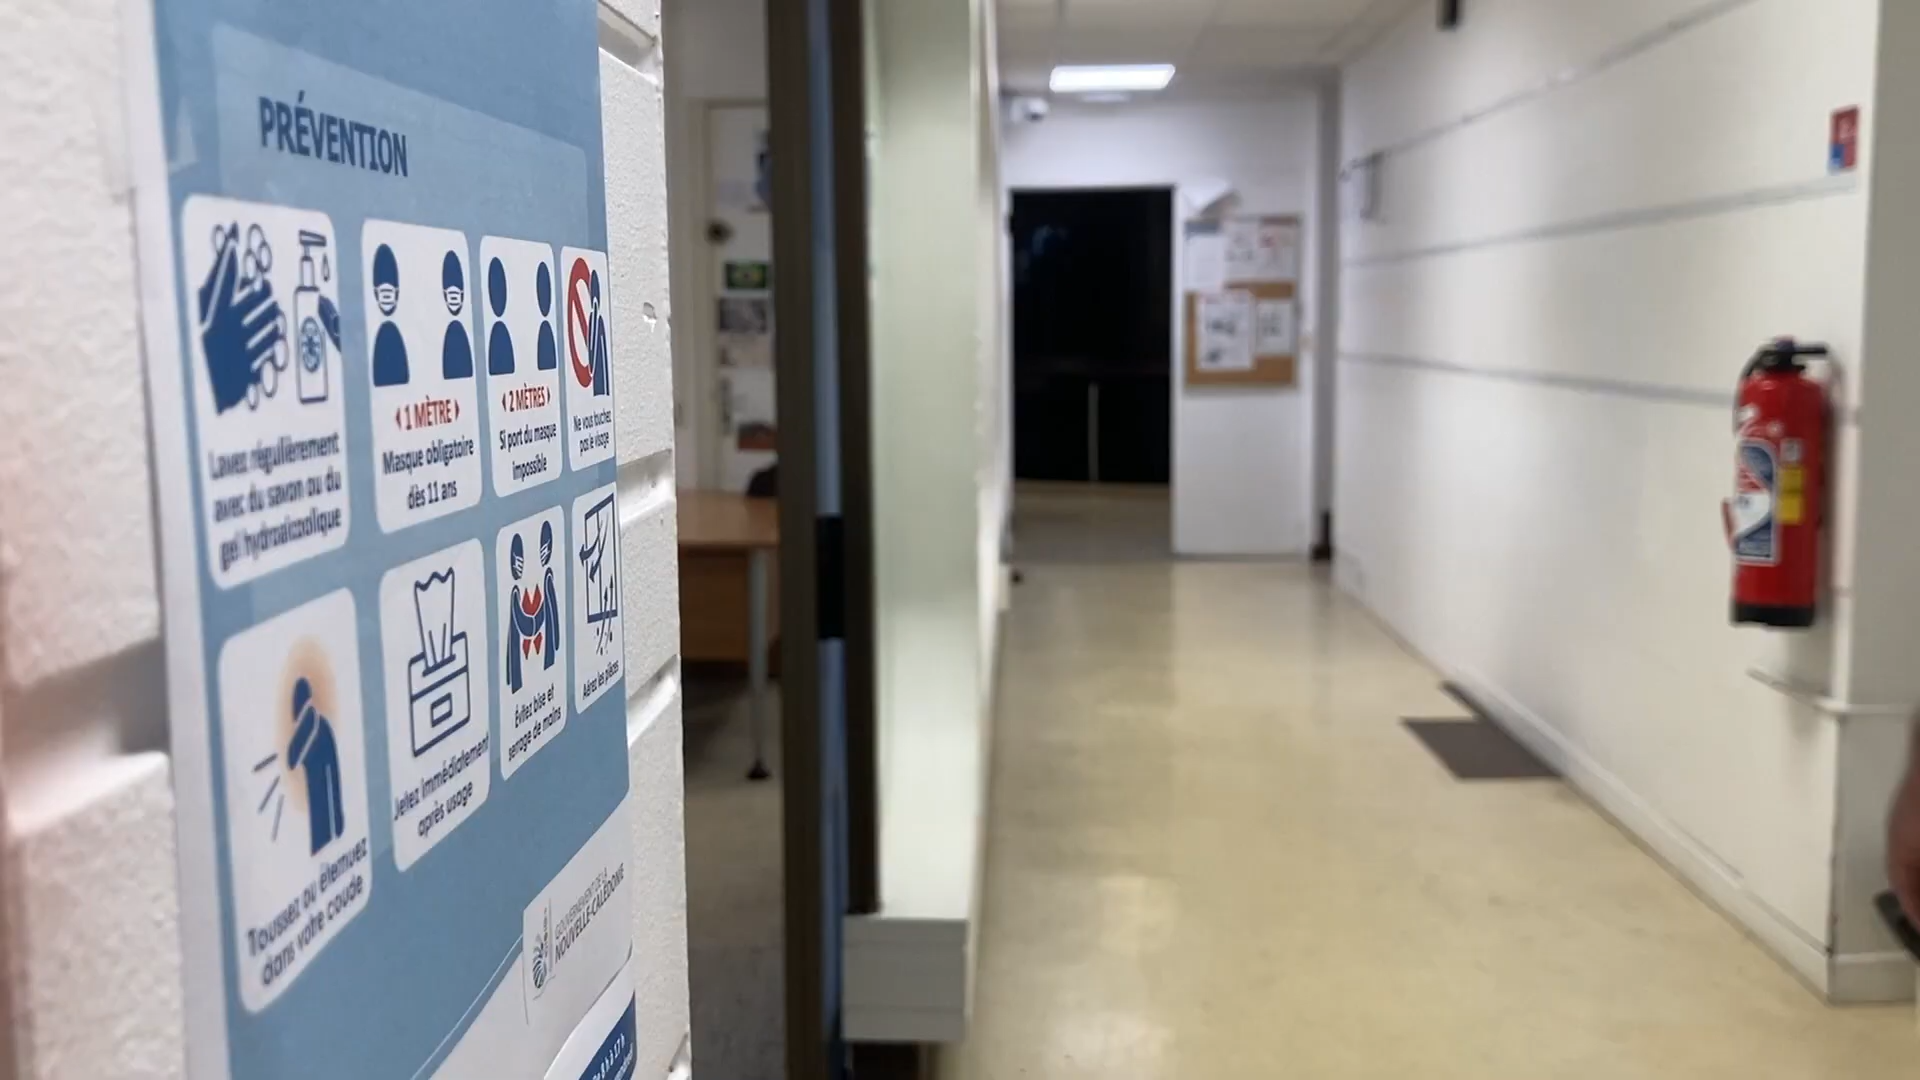 PRÉVENTION
Lavez régulièrement
avec du savon ou du
gel hydroalcoolique
1 MÈTRE
Masque obligatoire
dès 11 ans
2 MÈTRES
Si port du masque
impossible
Ne vous touchez
pas le visage
Toussez ou éternuez
dans votre coude
Jetez immédiatement
après usage
Évitez bise et
serrage de mains
Aérez les pièces
GOUVERNEMENT DE LA
NOUVELLE-CALÉDONIE
8 h à 17 h